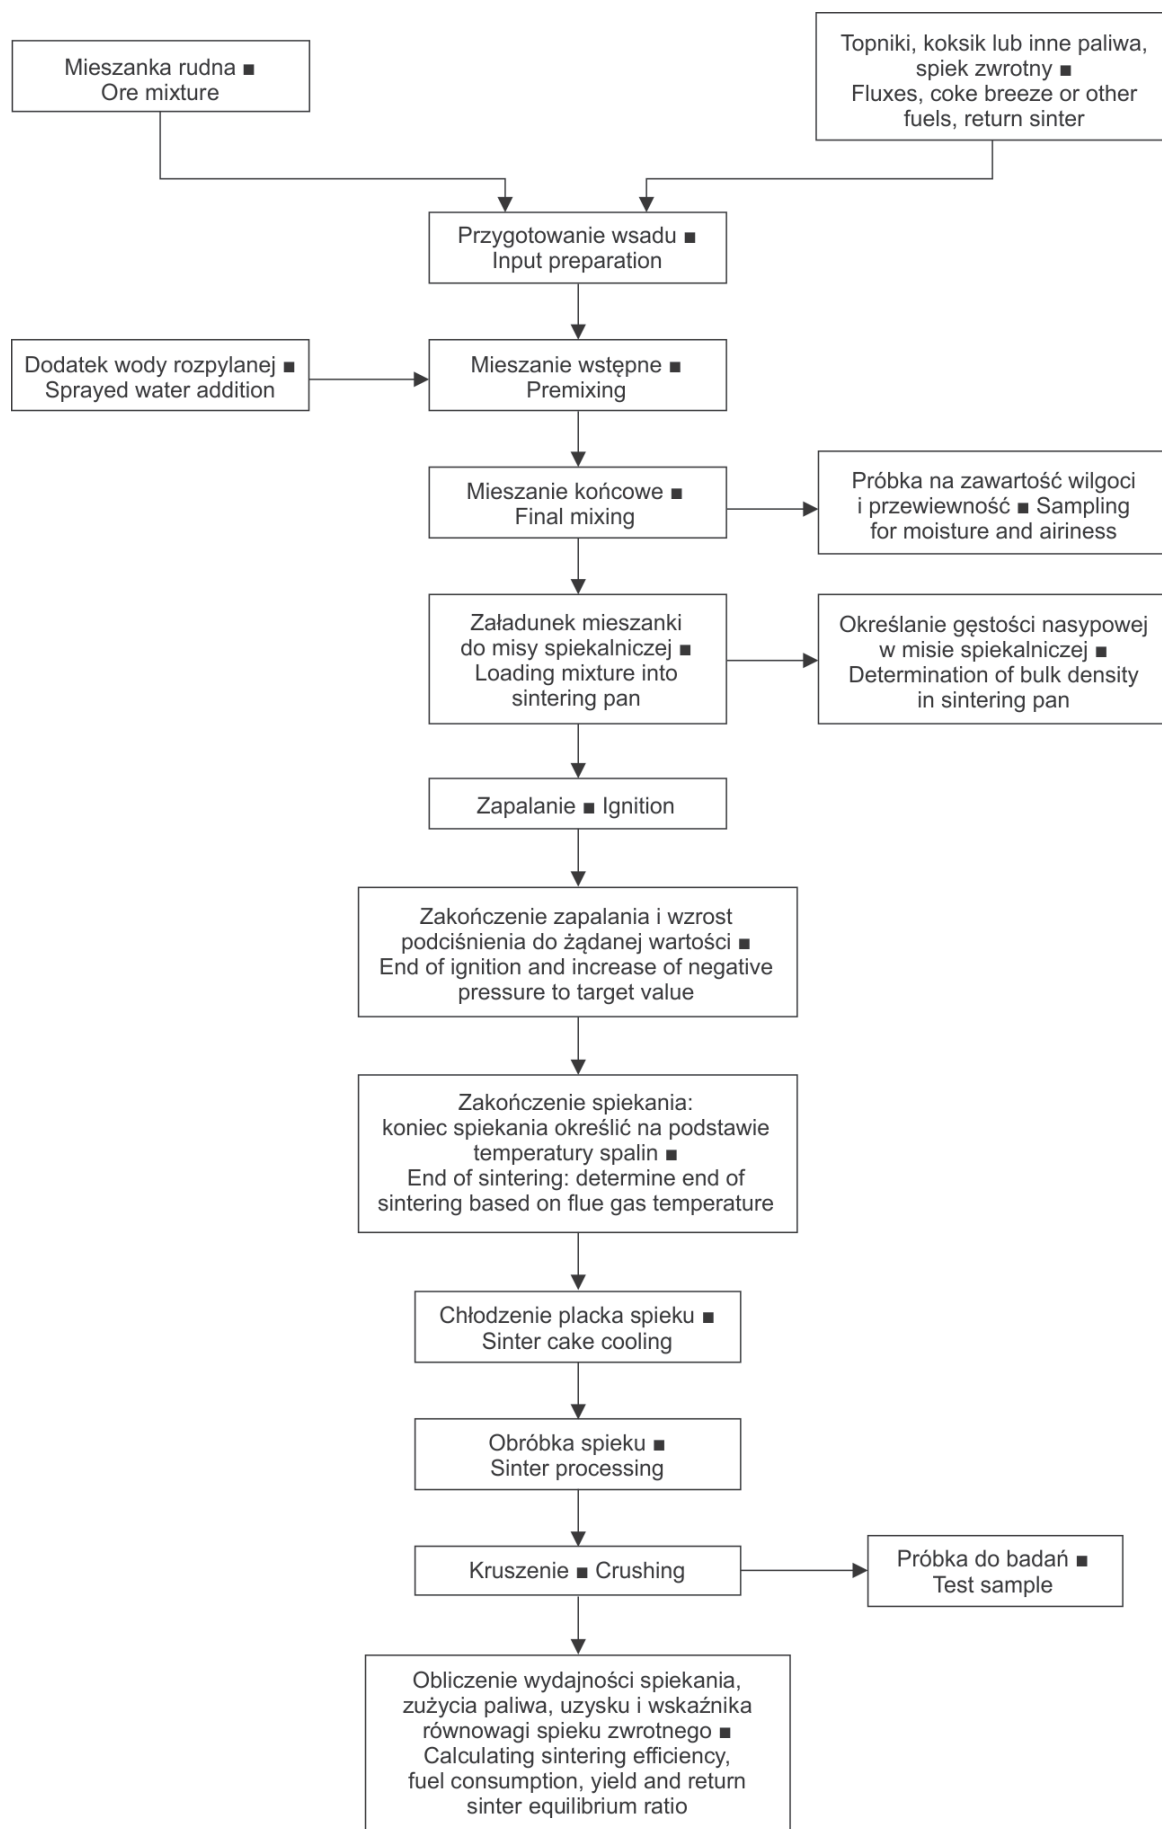 Mieszanka rudna ■
Ore mixture
Topniki, koksik lub inne paliwa,
spiek zwrotny ■
Fluxes, coke breeze or other
fuels, return sinter
Przygotowanie wsadu ■
Input preparation
Dodatek wody rozpylanej ■
Sprayed water addition
Mieszanie wstępne ■
Premixing
Mieszanie końcowe ■
Final mixing
Próbka na zawartość wilgoci
i przewiewność ■ Sampling
for moisture and airiness
Załadunek mieszanki
do misy spiekalniczej ■
Loading mixture into
sintering pan
Określanie gęstości nasypowej
w misie spiekalniczej ■
Determination of bulk density
in sintering pan
Zapalanie ■ Ignition
Zakończenie zapalania i wzrost
podciśnienia do żądanej wartości ■
End of ignition and increase of negative
pressure to target value
Zakończenie spiekania:
koniec spiekania określić na podstawie
temperatury spalin ■
End of sintering: determine end of
sintering based on flue gas temperature
Chłodzenie placka spieku ■
Sinter cake cooling
Obróbka spieku ■
Sinter processing
Kruszenie ■ Crushing
Próbka do badań ■
Test sample
Obliczenie wydajności spiekania,
zużycia paliwa, uzysku i wskaźnika
równowagi spieku zwrotnego ■
Calculating sintering efficiency,
fuel consumption, yield and return
sinter equilibrium ratio